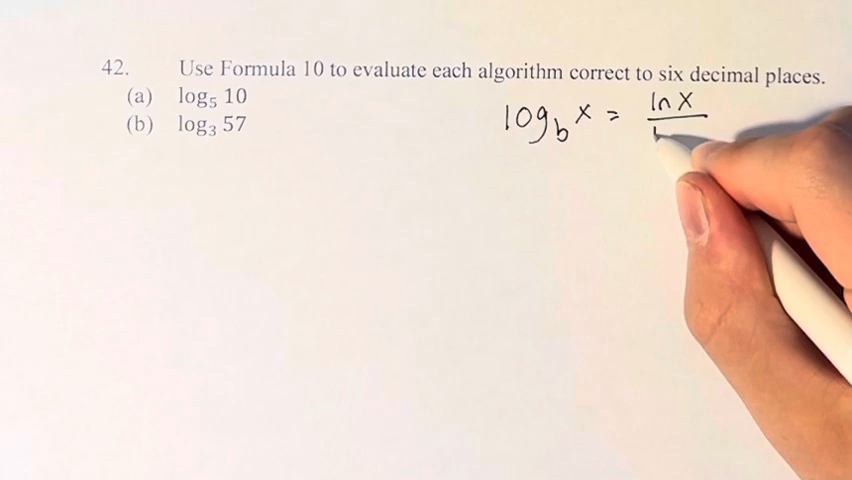 42. Use Formula 10 to evaluate each algorithm correct to six decimal places.
(a) log₅ 10
(b) log₃ 57
log_b x = ln x /